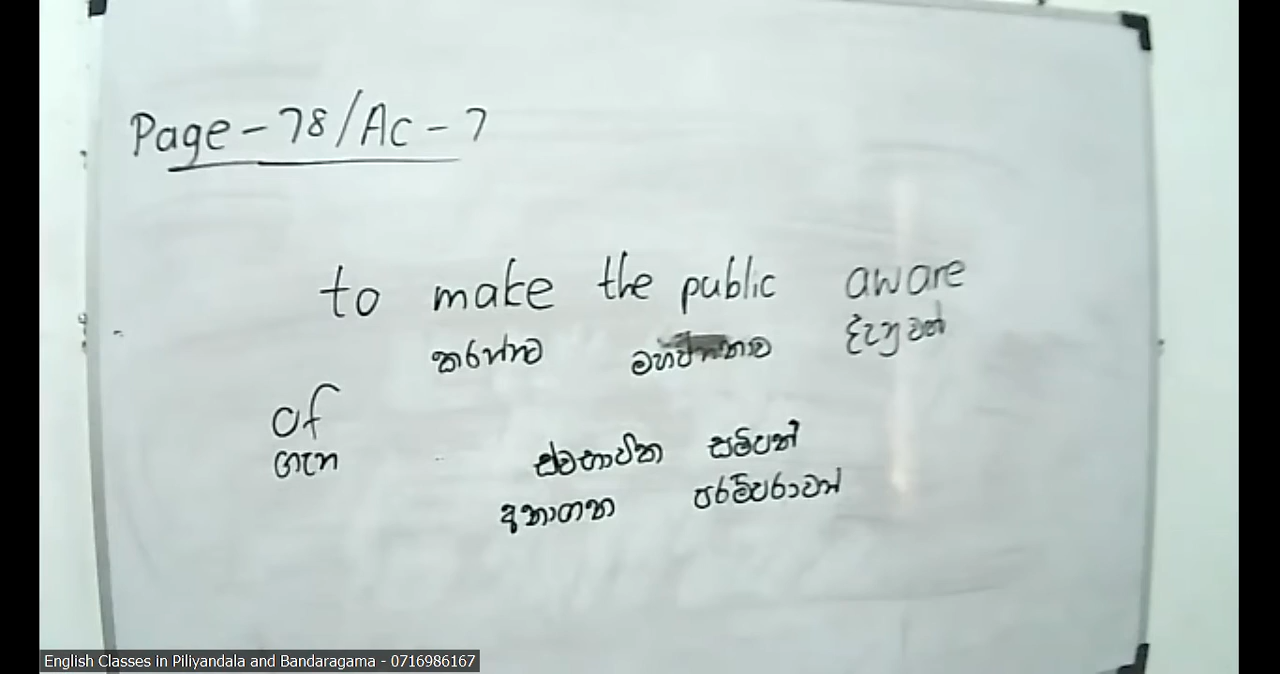 Page - 78 / Ac - 7
to make the public aware
කරන්නට මහජනතාව දැනුවත්
of
ගැන
ස්වභාවික සම්පත්
අනාගත පරම්පරාවන්
English Classes in Piliyandala and Bandaragama - 0716986167